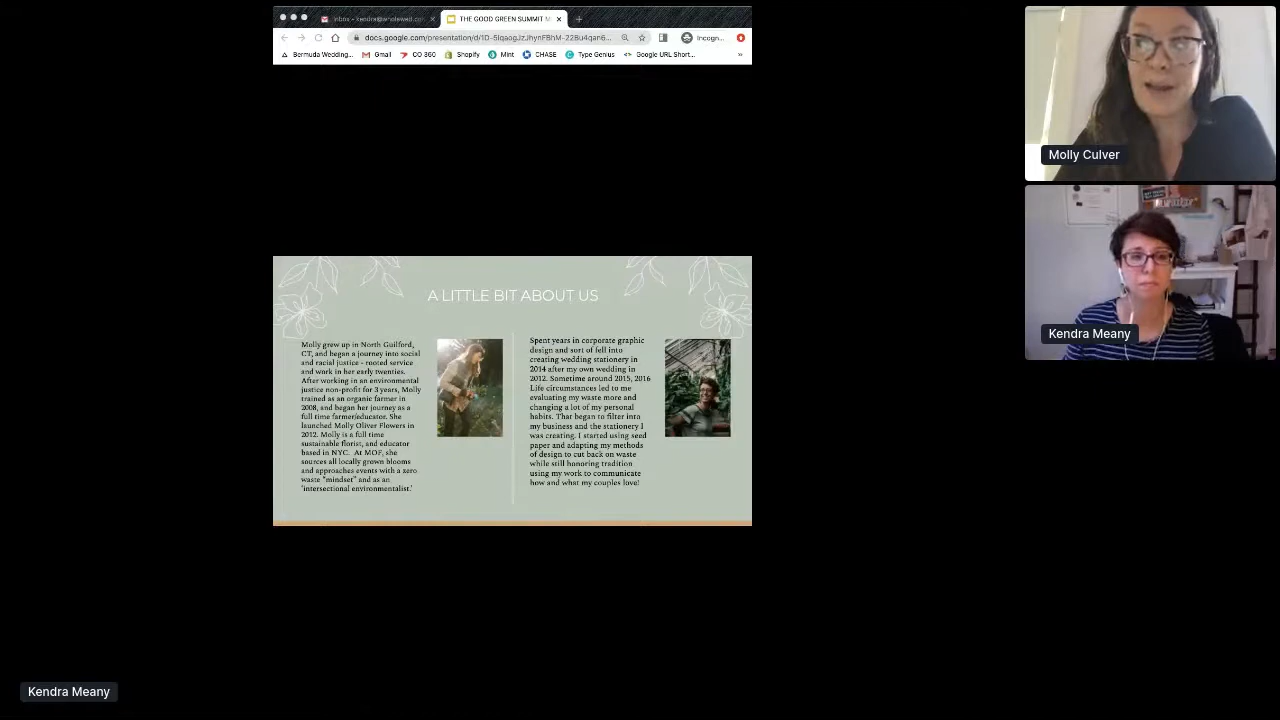 Inbox - kendra@wholewed.con
THE GOOD GREEN SUMMIT M
docs.google.com/presentation/d/
Incogn...
Bermuda Wedding...
Gmail
CO 360
Shopify
Mint
CHASE
Type Genius
<> Google URL Short...
»
A LITTLE BIT ABOUT US
Molly grew up in North Guilford,
CT, and began a journey into social
and racial justice - rooted service
and work in her early twenties.
After working in an environmental
justice non-profit for 3 years, Molly
trained as an organic farmer in
2008, and began her journey as a
full time farmer/educator. She
launched Molly Oliver Flowers in
2012. Molly is a full time
sustainable florist, and educator
based in NYC. At MOF, she
sources all locally grown blooms
and approaches events with a zero
waste "mindset" and as an
'intersectional environmentalist.'
Spent years in corporate graphic
design and sort of fell into
creating wedding stationery in
2014 after my own wedding in
2012. Sometime around 2015, 2016
Life circumstances led to me
evaluating my waste more and
changing a lot of my personal
habits. That began to filter into
my business and the stationery I
was creating. I started using seed
paper and adapting my methods
of design to cut back on waste
while still honoring tradition
using my work to communicate
how and what my couples love!
Molly Culver
Kendra Meany
Kendra Meany